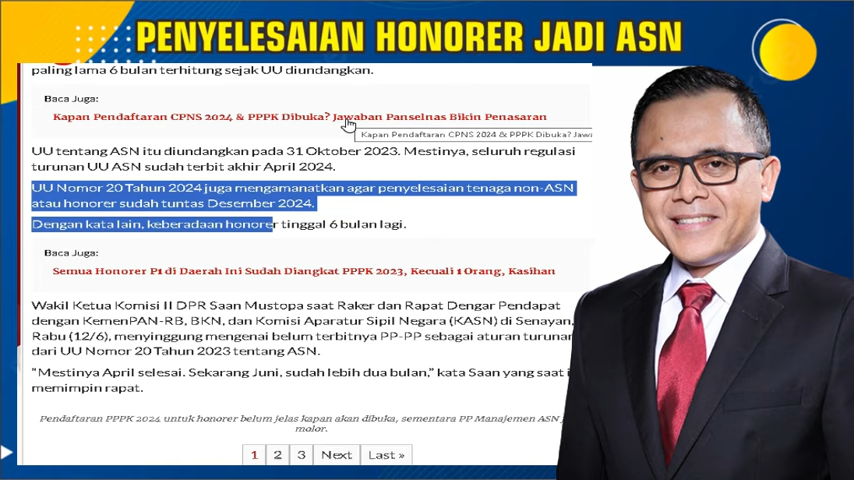 PENYELESAIAN HONORER JADI ASN
paling lama 6 bulan terhitung sejak UU diundangkan.
Baca Juga:
Kapan Pendaftaran CPNS 2024 & PPPK Dibuka? Jawaban Panselnas Bikin Penasaran
Kapan Pendaftaran CPNS 2024 & PPPK Dibuka? Jawa
UU tentang ASN itu diundangkan pada 31 Oktober 2023. Mestinya, seluruh regulasi
turunan UU ASN sudah terbit akhir April 2024.
UU Nomor 20 Tahun 2024 juga mengamanatkan agar penyelesaian tenaga non-ASN
atau honorer sudah tuntas Desember 2024.
Dengan kata lain, keberadaan honorer tinggal 6 bulan lagi.
Baca Juga:
Semua Honorer P1 di Daerah Ini Sudah Diangkat PPPK 2023, Kecuali 1 Orang, Kasihan
Wakil Ketua Komisi II DPR Saan Mustopa saat Raker dan Rapat Dengar Pendapat
dengan KemenPAN-RB, BKN, dan Komisi Aparatur Sipil Negara (KASN) di Senayan,
Rabu (12/6), menyinggung mengenai belum terbitnya PP-PP sebagai aturan turunan
dari UU Nomor 20 Tahun 2023 tentang ASN.
"Mestinya April selesai. Sekarang Juni, sudah lebih dua bulan,” kata Saan yang saat i
memimpin rapat.
Pendaftaran PPPK 2024 untuk honorer belum jelas kapan akan dibuka, sementara PP Manajemen ASN
molor.
1 2 3 Next Last »